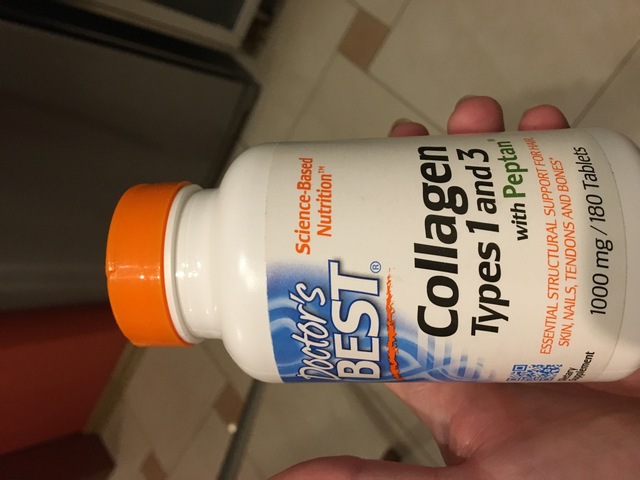 Science-Based
Nutrition™
Doctor's
BEST®
Collagen
Types 1 and 3
with Peptan®
ESSENTIAL STRUCTURAL SUPPORT FOR HAIR,
SKIN, NAILS, TENDONS AND BONES*
1000 mg / 180 Tablets